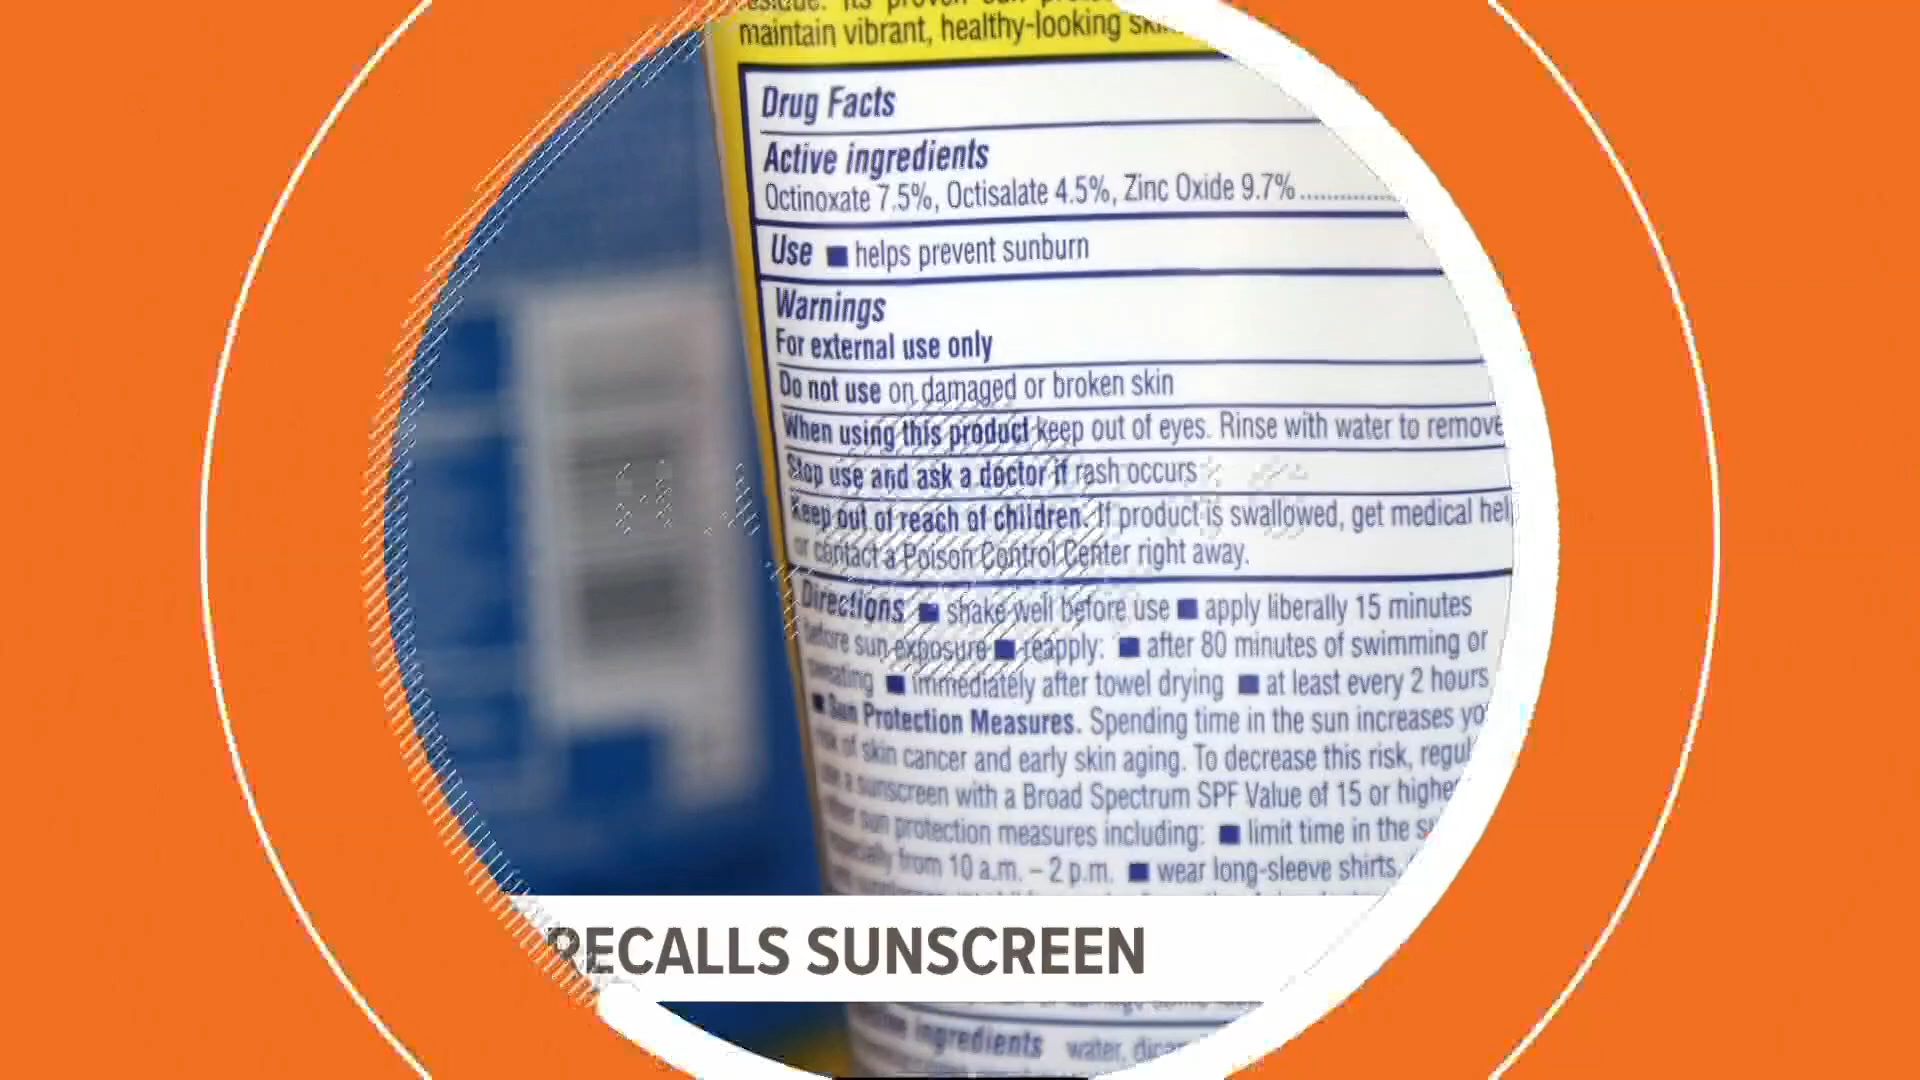 maintain vibrant, healthy-looking
Drug Facts
Active ingredients
Octinoxate 7.5%, Octisalate 4.5%, Zinc Oxide 9.7%..............
Use ■ helps prevent sunburn
Warnings
For external use only
Do not use on damaged or broken skin
When using this product keep out of eyes. Rinse with water to remove
Stop use and ask a doctor if rash occurs
Keep out of reach of children. If product is swallowed, get medical
or contact a Poison Control Center right away.
Directions ■ shake well before use ■ apply liberally 15 minutes
before sun exposure ■ reapply: ■ after 80 minutes of swimming or
sweating ■ immediately after towel drying ■ at least every 2 hours
■ Sun Protection Measures. Spending time in the sun increases
risk of skin cancer and early skin aging. To decrease this risk,
use a sunscreen with a Broad Spectrum SPF Value of 15 or
other sun protection measures including: ■ limit time in the
especially from 10 a.m. – 2 p.m. ■ wear long-sleeve shirts,
RECALLS SUNSCREEN
ingredients water,